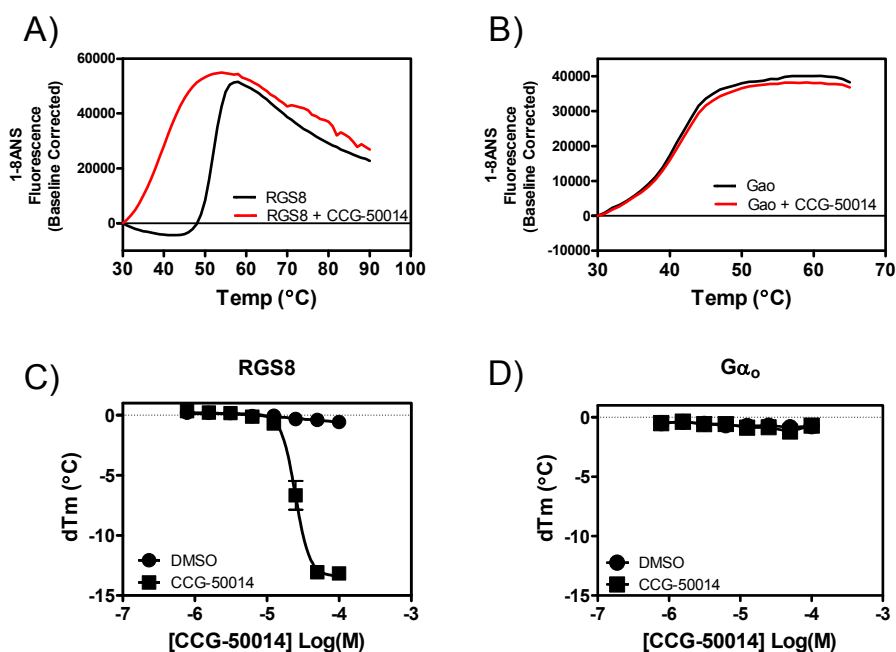 A)
1-8ANS
Fluorescence
(Baseline Corrected)
60000
40000
20000
0
RGS8
RGS8 + CCG-50014
30 40 50 60 70 80 90 100
Temp (°C)
B)
1-8ANS
Fluorescence
(Baseline Corrected)
50000
40000
30000
20000
10000
0
-10000
Gao
Gao + CCG-50014
30 40 50 60 70
Temp (°C)
C)
RGS8
dTm (°C)
0
-5
-10
-15
DMSO
CCG-50014
-7 -6 -5 -4 -3
[CCG-50014] Log(M)
D)
Gαo
dTm (°C)
0
-5
-10
-15
DMSO
CCG-50014
-7 -6 -5 -4 -3
[CCG-50014] Log(M)